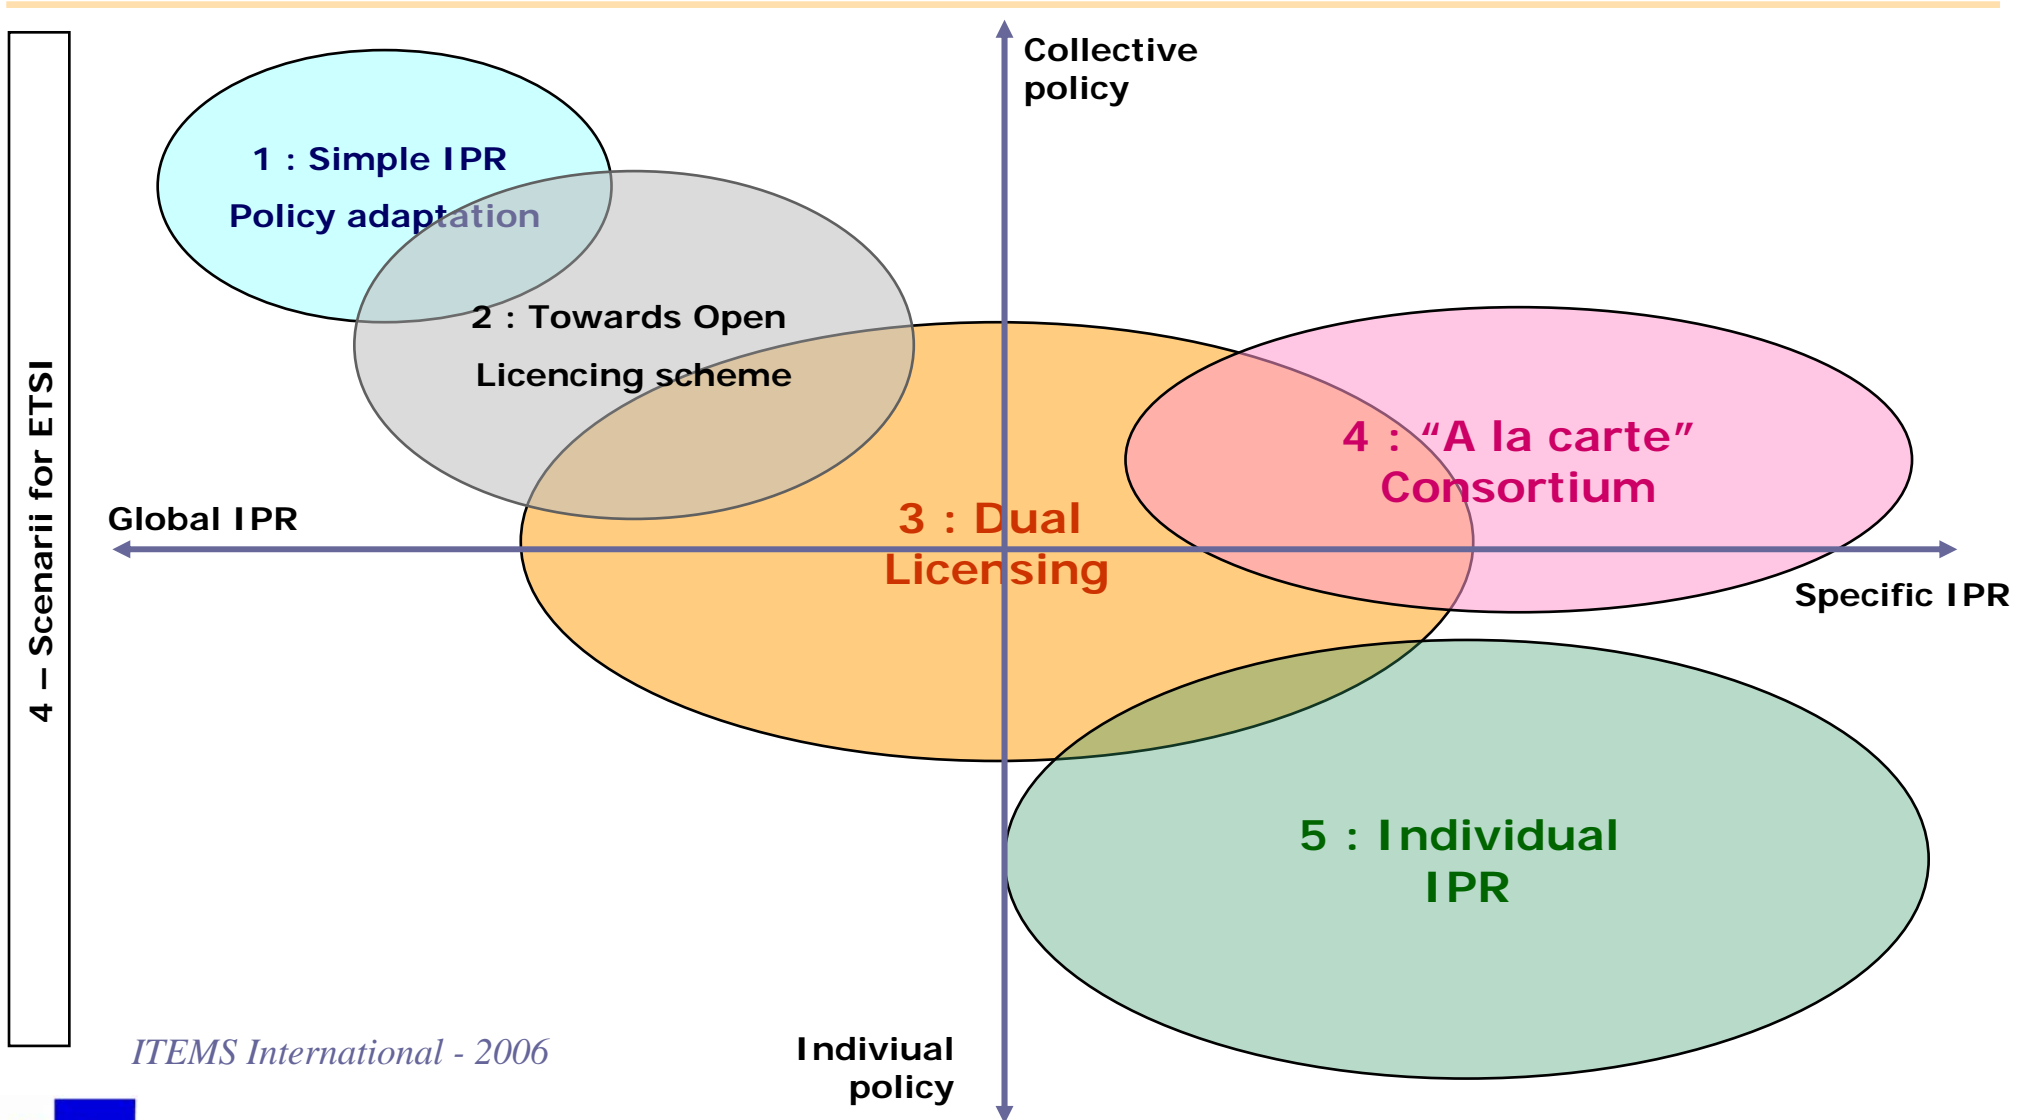 4 – Scenarii for ETSI
Collective
policy
1 : Simple IPR
Policy adaptation
2 : Towards Open
Licencing scheme
4 : “A la carte”
Consortium
Global IPR
3 : Dual
Licensing
Specific IPR
5 : Individual
IPR
ITEMS International - 2006
Indiviual
policy